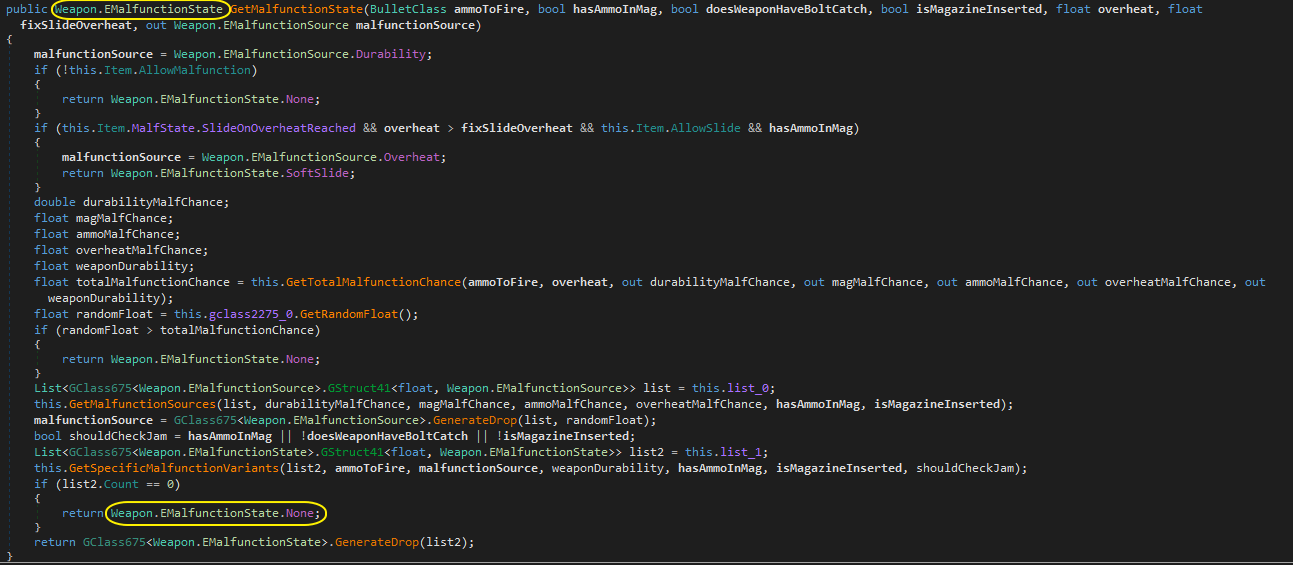 public Weapon.EMalfunctionState GetMalfunctionState(BulletClass ammoToFire, bool hasAmmoInMag, bool doesWeaponHaveBoltCatch, bool isMagazineInserted, float overheat, float
fixSlideOverheat, out Weapon.EMalfunctionSource malfunctionSource)
{
malfunctionSource = Weapon.EMalfunctionSource.Durability;
if (!this.Item.AllowMalfunction)
{
return Weapon.EMalfunctionState.None;
}
if (this.Item.MalfState.SlideOnOverheatReached && overheat > fixSlideOverheat && this.Item.AllowSlide && hasAmmoInMag)
{
malfunctionSource = Weapon.EMalfunctionSource.Overheat;
return Weapon.EMalfunctionState.SoftSlide;
}
double durabilityMalfChance;
float magMalfChance;
float ammoMalfChance;
float overheatMalfChance;
float weaponDurability;
float totalMalfunctionChance = this.GetTotalMalfunctionChance(ammoToFire, overheat, out durabilityMalfChance, out magMalfChance, out ammoMalfChance, out overheatMalfChance, out
weaponDurability);
float randomFloat = this.gclass2275_0.GetRandomFloat();
if (randomFloat > totalMalfunctionChance)
{
return Weapon.EMalfunctionState.None;
}
List<GClass675<Weapon.EMalfunctionSource>.GStruct41<float, Weapon.EMalfunctionSource>> list = this.list_0;
this.GetMalfunctionSources(list, durabilityMalfChance, magMalfChance, ammoMalfChance, overheatMalfChance, hasAmmoInMag, isMagazineInserted);
malfunctionSource = GClass675<Weapon.EMalfunctionSource>.GenerateDrop(list, randomFloat);
bool shouldCheckJam = hasAmmoInMag || !doesWeaponHaveBoltCatch || !isMagazineInserted;
List<GClass675<Weapon.EMalfunctionState>.GStruct41<float, Weapon.EMalfunctionState>> list2 = this.list_1;
this.GetSpecificMalfunctionVariants(list2, ammoToFire, malfunctionSource, weaponDurability, hasAmmoInMag, isMagazineInserted, shouldCheckJam);
if (list2.Count == 0)
{
return Weapon.EMalfunctionState.None;
}
return GClass675<Weapon.EMalfunctionState>.GenerateDrop(list2);
}